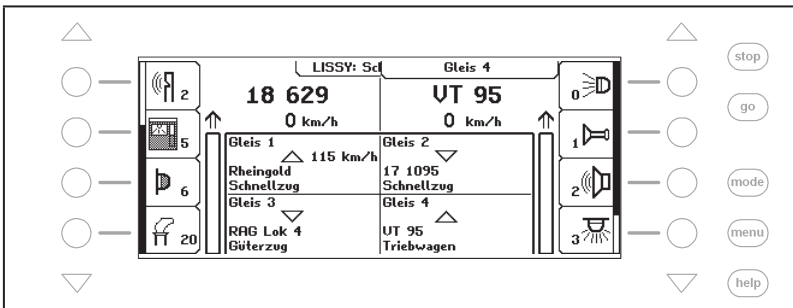 LISSY: Scl
Gleis 4
stop
2
18 629
VT 95
0
go
0 km/h
0 km/h
5
1
Gleis 1
115 km/h
Rheingold
Schnellzug
Gleis 2
17 1095
Schnellzug
6
2
mode
Gleis 3
RAG Lok 4
Güterzug
Gleis 4
VT 95
Triebwagen
20
3
menu
help